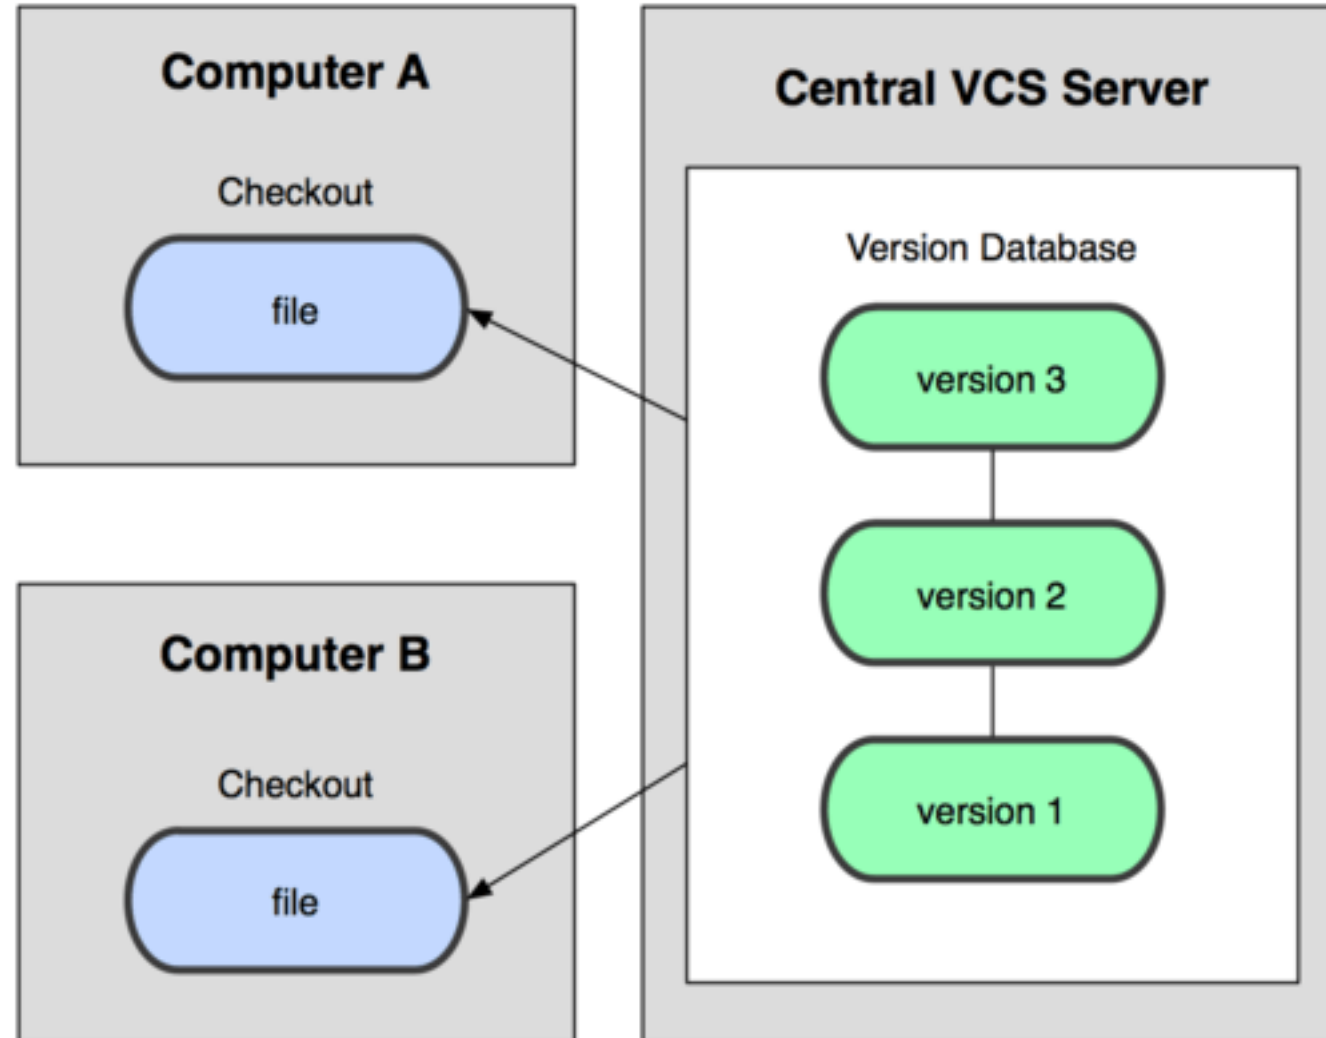 Computer A
Checkout
file
Computer B
Checkout
file
Central VCS Server
Version Database
version 3
version 2
version 1